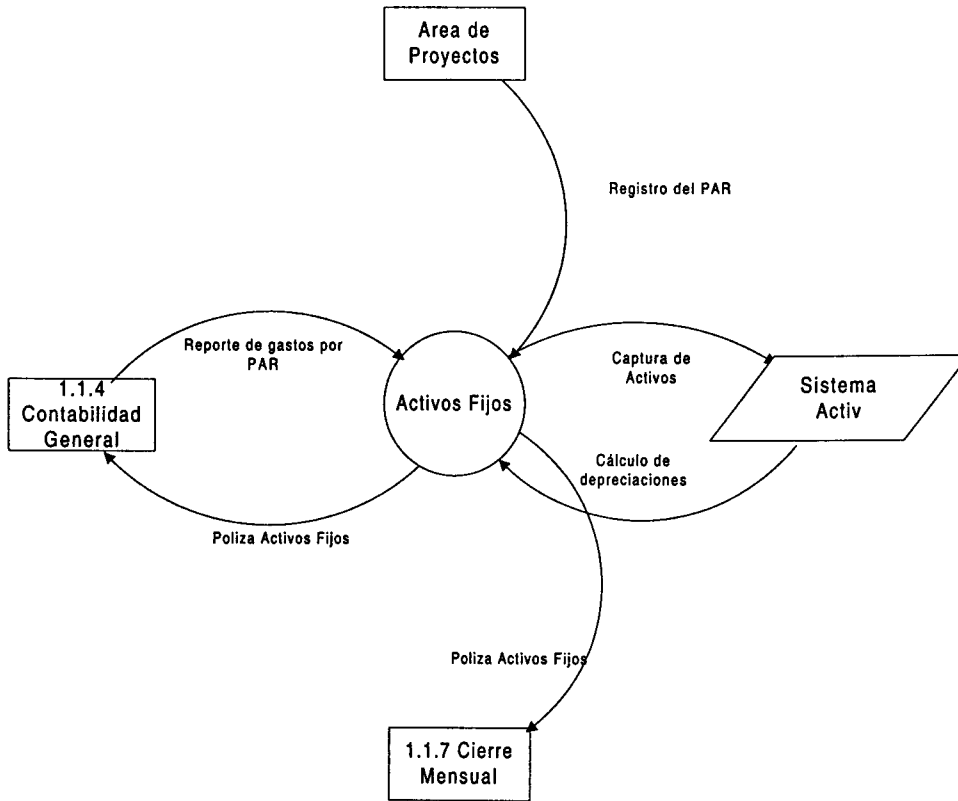 Area de
Proyectos
Registro del PAR
Reporte de gastos por
PAR
Captura de
Activos
1.1.4
Contabilidad
General
Activos Fijos
Sistema
Activ
Cálculo de
depreciaciones
Poliza Activos Fijos
Poliza Activos Fijos
1.1.7 Cierre
Mensual